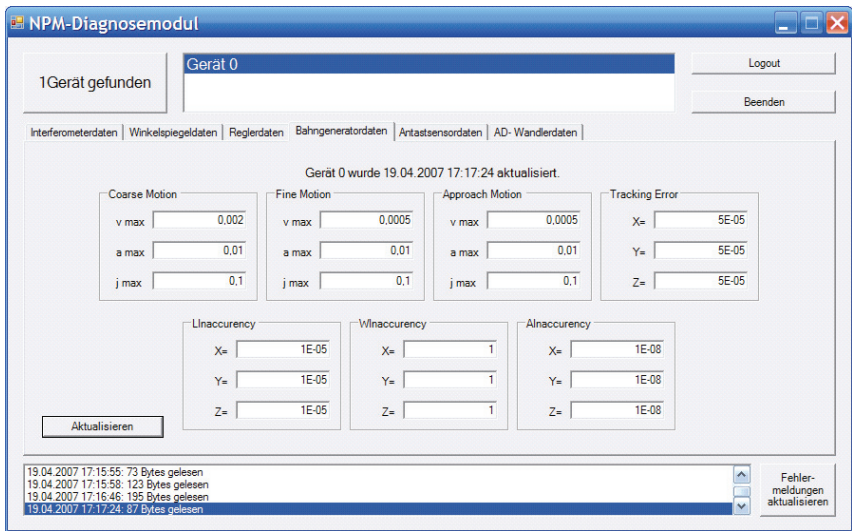 NPM-Diagnosemodul
1Gerät gefunden
Gerät 0
Logout
Beenden
Interferometerdaten Winkelspiegeldaten Reglerdaten Bahngeneratordaten Antastsensordaten AD- Wandlerdaten
Gerät 0 wurde 19.04.2007 17:17:24 aktualisiert.
Coarse Motion Fine Motion Approach Motion Tracking Error
v max 0,002 v max 0,0005 v max 0,0005 X= 5E-05
a max 0,01 a max 0,01 a max 0,01 Y= 5E-05
j max 0,1 j max 0,1 j max 0,1 Z= 5E-05
LInaccurency WInaccurency AInaccurency
X= 1E-05 X= 1 X= 1E-08
Y= 1E-05 Y= 1 Y= 1E-08
Z= 1E-05 Z= 1 Z= 1E-08
Aktualisieren
19.04.2007 17:15:55: 73 Bytes gelesen
19.04.2007 17:15:58: 123 Bytes gelesen
19.04.2007 17:16:46: 195 Bytes gelesen
19.04.2007 17:17:24: 87 Bytes gelesen
Fehler-
meldungen
aktualisieren